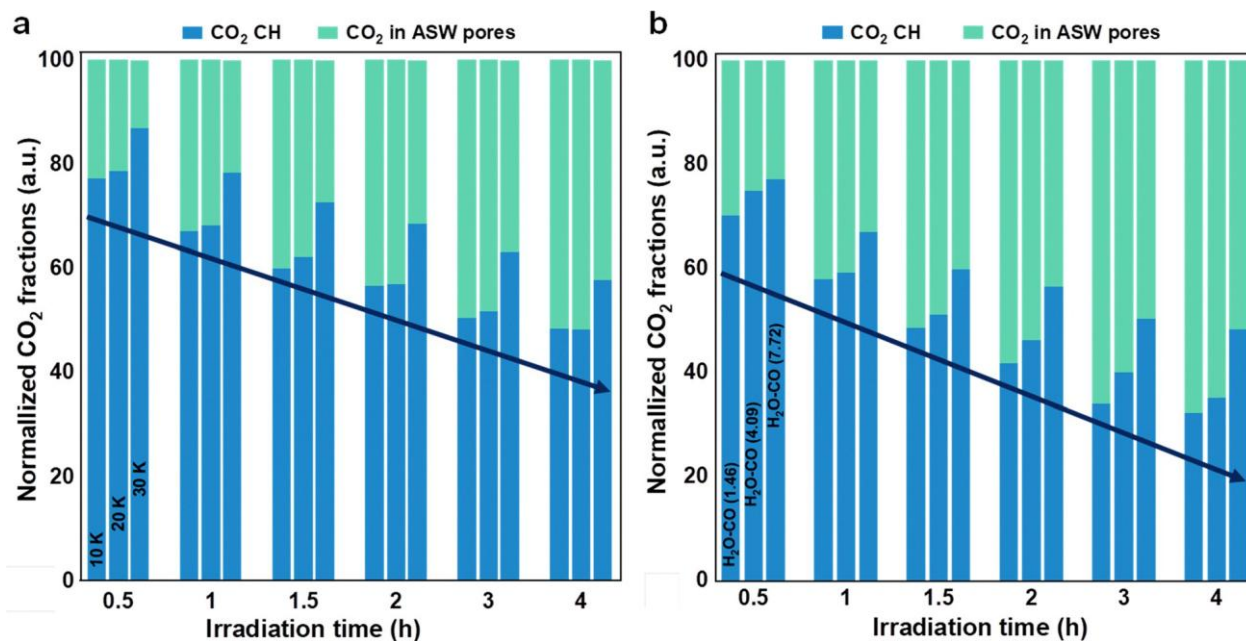 a
CO₂ CH
CO₂ in ASW pores
Normallized CO₂ fractions (a.u.)
100
80
60
40
20
0
10 K
20 K
30 K
0.5
1
1.5
2
3
4
Irradiation time (h)
b
CO₂ CH
CO₂ in ASW pores
Normallized CO₂ fractions (a.u.)
100
80
60
40
20
0
H₂O-CO (1.46)
H₂O-CO (4.09)
H₂O-CO (7.72)
0.5
1
1.5
2
3
4
Irradiation time (h)